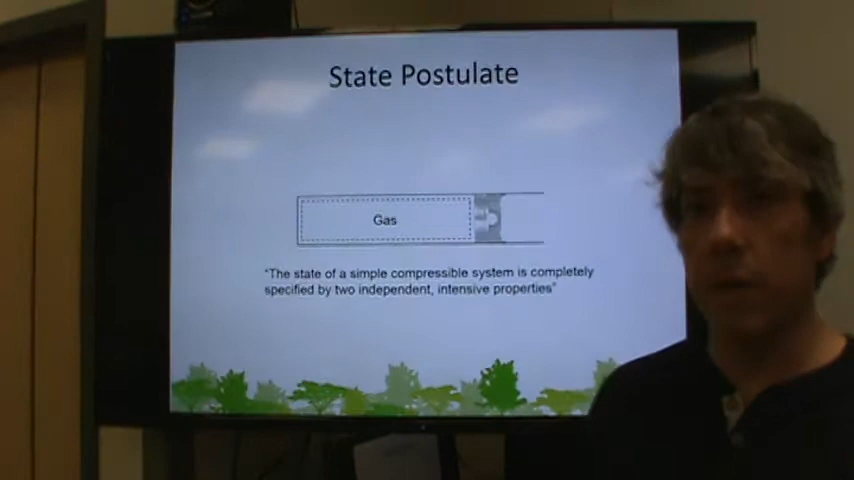 State Postulate
Gas
"The state of a simple compressible system is completely
specified by two independent, intensive properties"